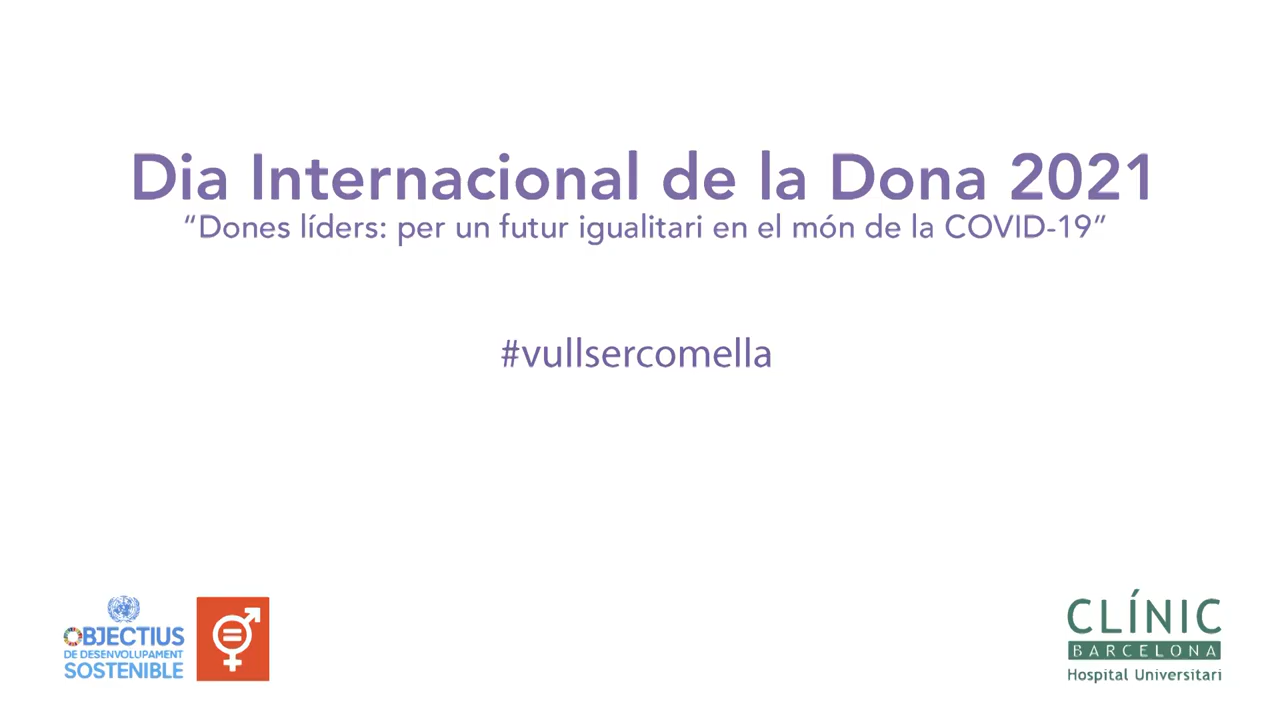 Dia Internacional de la Dona 2021
“Dones líders: per un futur igualitari en el món de la COVID-19”
#vullsercomella
OBJECTIUS
DE DESENVOLUPAMENT
SOSTENIBLE
CLÍNIC
BARCELONA
Hospital Universitari